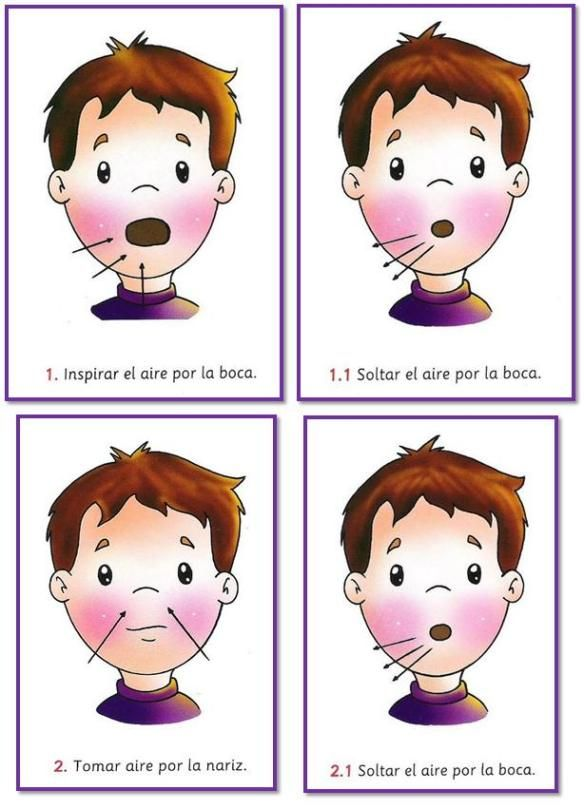 1. Inspirar el aire por la boca.
1.1 Soltar el aire por la boca.
2. Tomar aire por la nariz.
2.1 Soltar el aire por la boca.